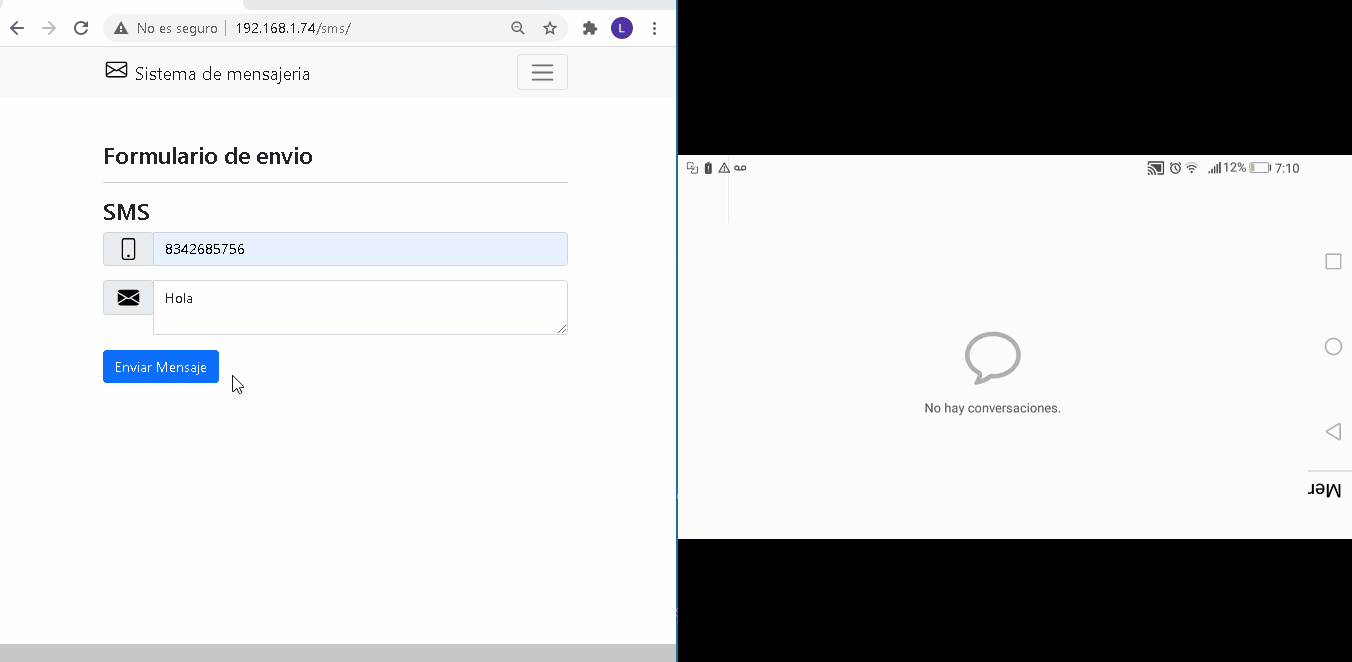 No es seguro 192.168.1.74/sms/
L
Sistema de mensajeria
Formulario de envio
SMS
8342685756
Hola
Enviar Mensaje
12% 7:10
No hay conversaciones.
Mer